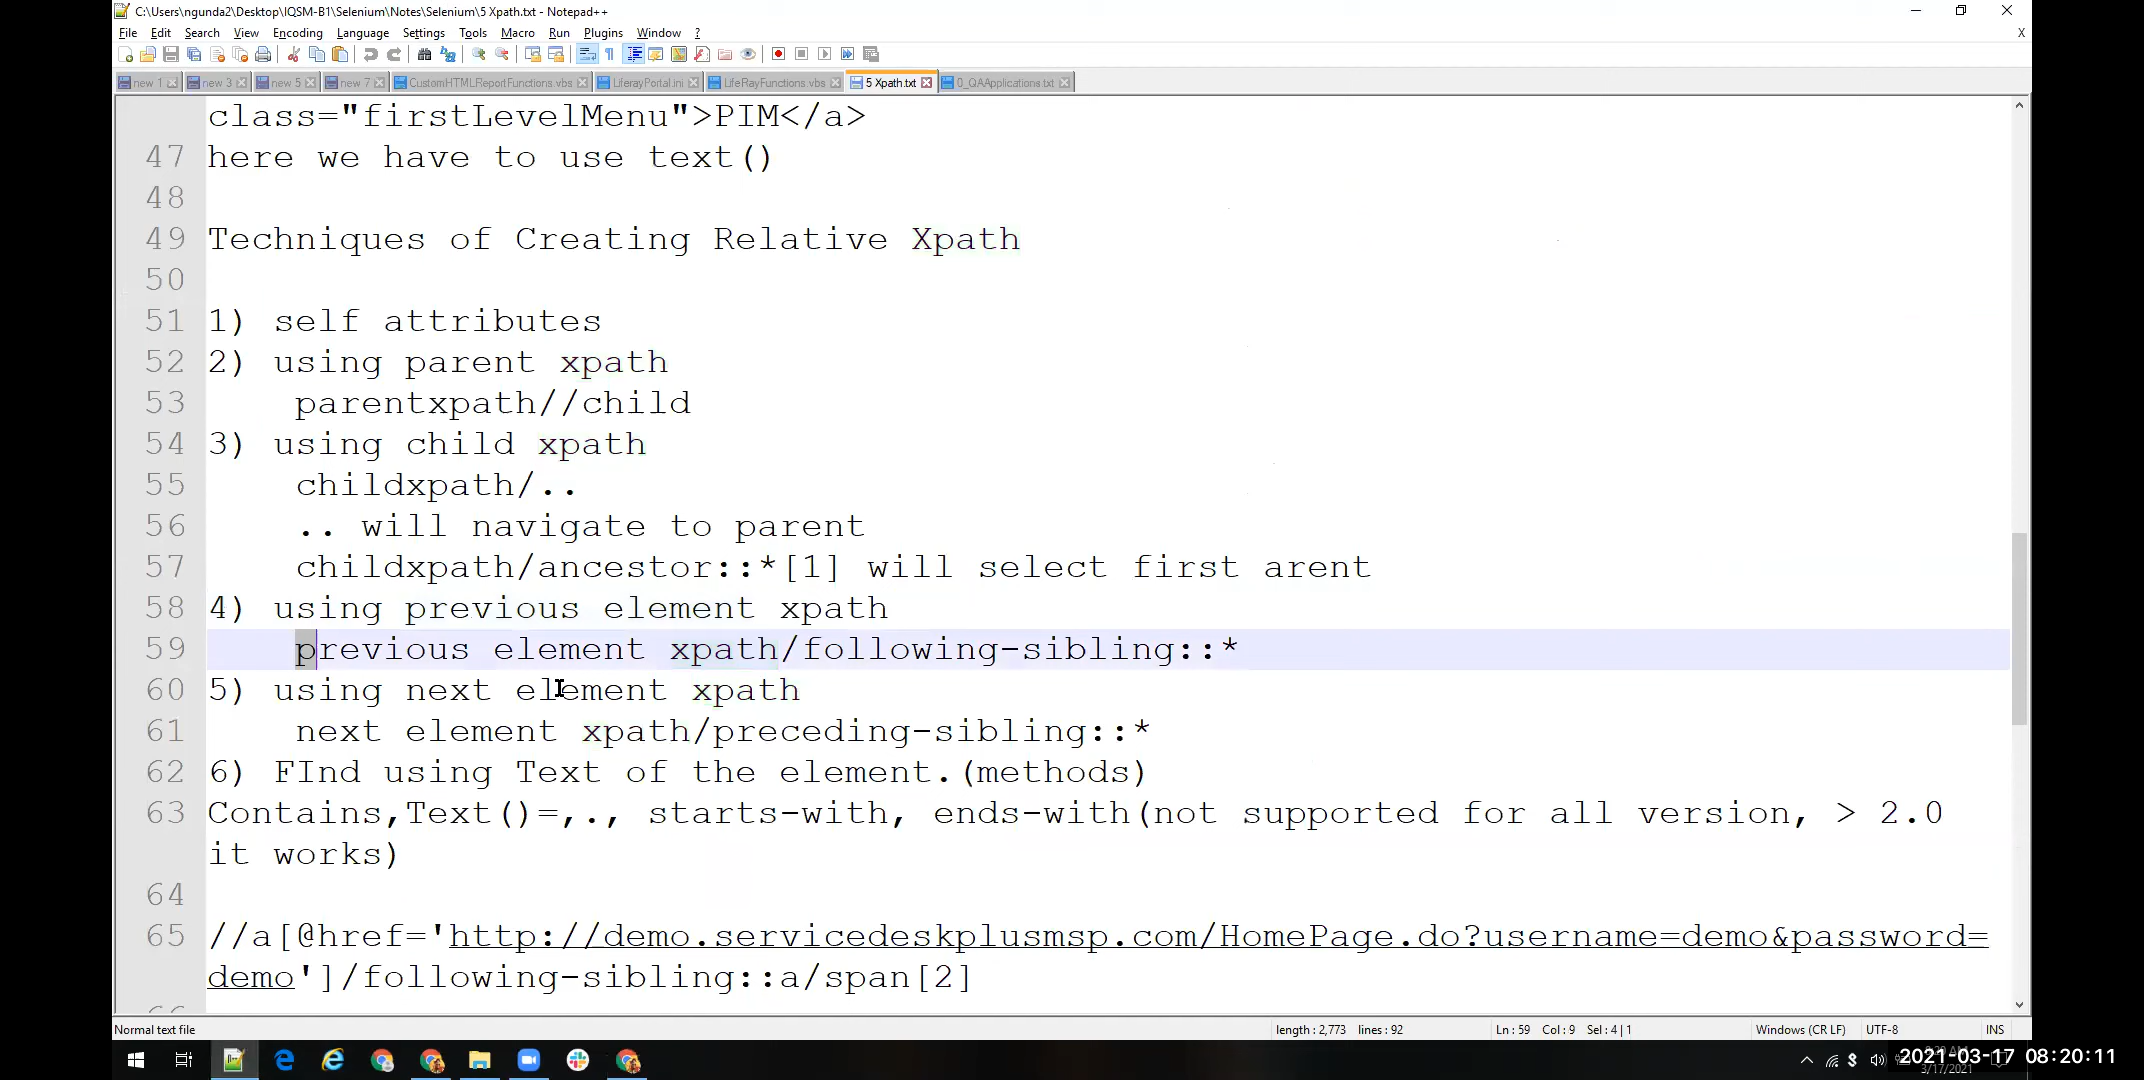 C:\Users\ngunda2\Desktop\IQSM-B1\Selenium\Notes\Selenium\5 Xpath.txt - Notepad++
File Edit Search View Encoding Language Settings Tools Macro Run Plugins Window ? X
new 1 new 3 new 5 new 7 CustomHTMLReportFunctions.vbs LiferayPortal.ini LifeRayFunctions.vbs 5 Xpath.txt 0_QAApplications.txt
class="firstLevelMenu">PIM</a>
47 here we have to use text()
48
49 Techniques of Creating Relative Xpath
50
51 1) self attributes
52 2) using parent xpath
53 parentxpath//child
54 3) using child xpath
55 childxpath/..
56 .. will navigate to parent
57 childxpath/ancestor::*[1] will select first arent
58 4) using previous element xpath
59 previous element xpath/following-sibling::*
60 5) using next element xpath
61 next element xpath/preceding-sibling::*
62 6) FInd using Text of the element.(methods)
63 Contains,Text()=,., starts-with, ends-with(not supported for all version, > 2.0
it works)
64
65 //a[@href='http://demo.servicedeskplusmsp.com/HomePage.do?username=demo&password=
demo']/following-sibling::a/span[2]
Normal text file length : 2,773 lines : 92 Ln : 59 Col : 9 Sel : 4 | 1 Windows (CR LF) UTF-8 INS
2021-03-17 08:20:11
3/17/2021